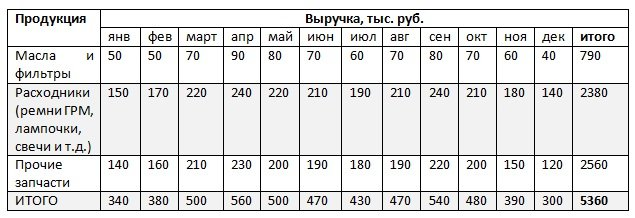 Продукция Выручка, тыс. руб.
янв фев март апр май июн июл авг сен окт ноя дек итого
Масла и 50 50 70 90 80 70 60 70 80 70 60 40 790
фильтры
Расходники 150 170 220 240 220 210 190 210 240 210 180 140 2380
(ремни ГРМ,
лампочки,
свечи и т.д.)
Прочие 140 160 210 230 200 190 180 190 220 200 150 120 2560
запчасти
ИТОГО 340 380 500 560 500 470 430 470 540 480 390 300 5360